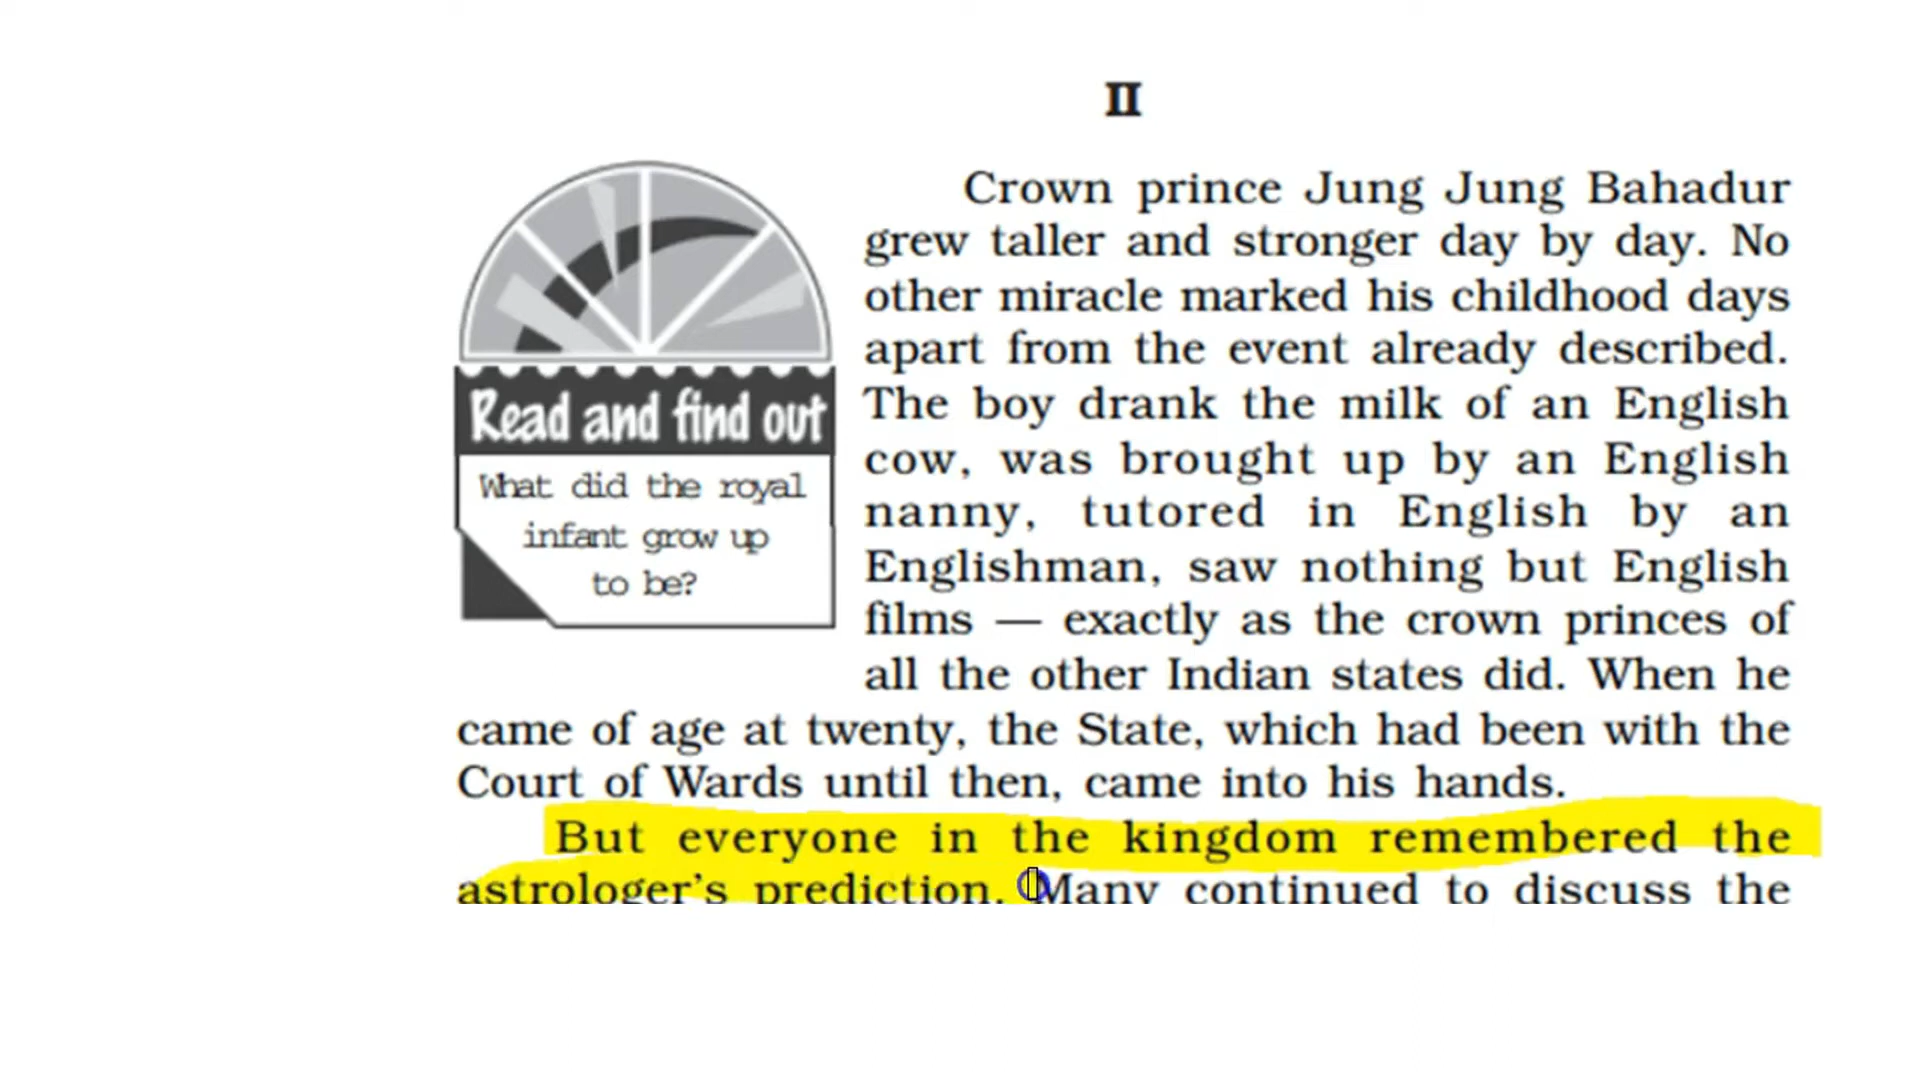 II
Crown prince Jung Jung Bahadur
grew taller and stronger day by day. No
other miracle marked his childhood days
apart from the event already described.
The boy drank the milk of an English
cow, was brought up by an English
nanny, tutored in English by an
Englishman, saw nothing but English
films — exactly as the crown princes of
all the other Indian states did. When he
came of age at twenty, the State, which had been with the
Court of Wards until then, came into his hands.
But everyone in the kingdom remembered the
astrologer’s prediction. Many continued to discuss the
Read and find out
What did the royal
infant grow up
to be?